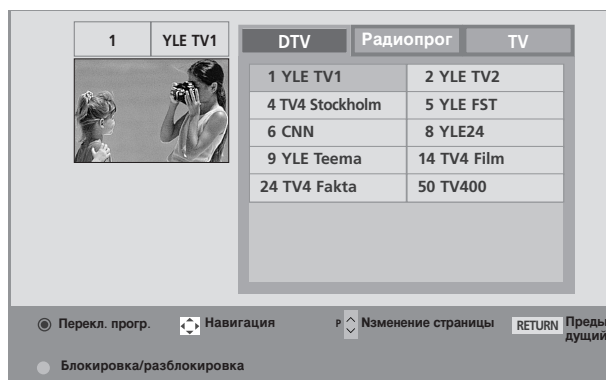 1 YLE TV1
DTV Радиопрог TV
1 YLE TV1 2 YLE TV2
4 TV4 Stockholm 5 YLE FST
6 CNN 8 YLE24
9 YLE Teema 14 TV4 Film
24 TV4 Fakta 50 TV400
Перекл. прогр. Навигация P Nзменение страницы RETURN Преды
дущий
Блокировка/разблокировка